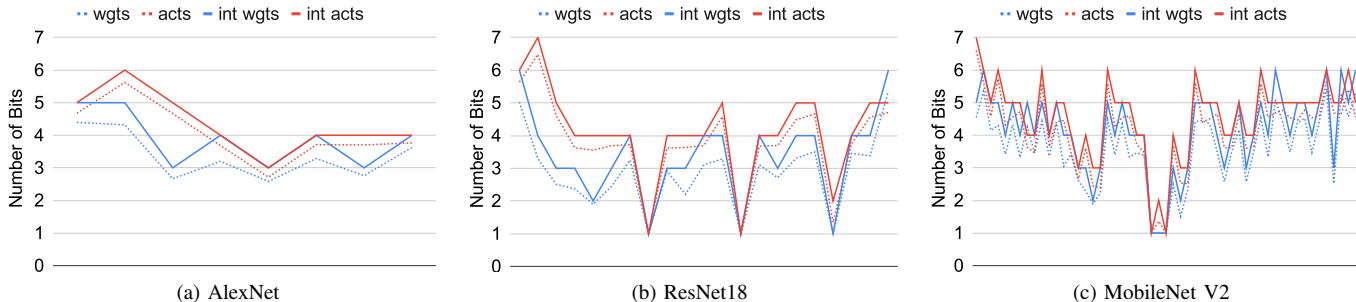 wgts acts int wgts int acts
7
6
5
4
3
2
1
0
Number of Bits
(a) AlexNet
wgts acts int wgts int acts
7
6
5
4
3
2
1
0
Number of Bits
(b) ResNet18
wgts acts int wgts int acts
7
6
5
4
3
2
1
0
Number of Bits
(c) MobileNet V2